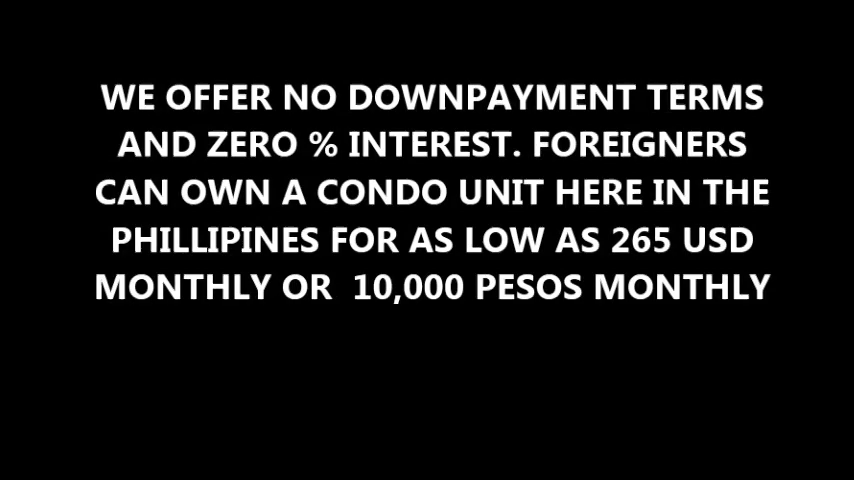 WE OFFER NO DOWNPAYMENT TERMS
AND ZERO % INTEREST. FOREIGNERS
CAN OWN A CONDO UNIT HERE IN THE
PHILLIPINES FOR AS LOW AS 265 USD
MONTHLY OR  10,000 PESOS MONTHLY